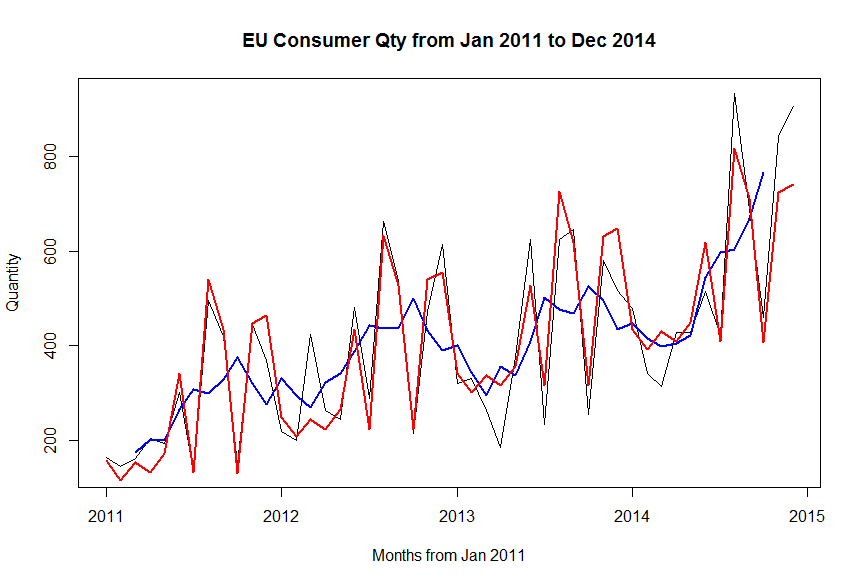 EU Consumer Qty from Jan 2011 to Dec 2014
Quantity
800
600
400
200
2011 2012 2013 2014 2015
Months from Jan 2011